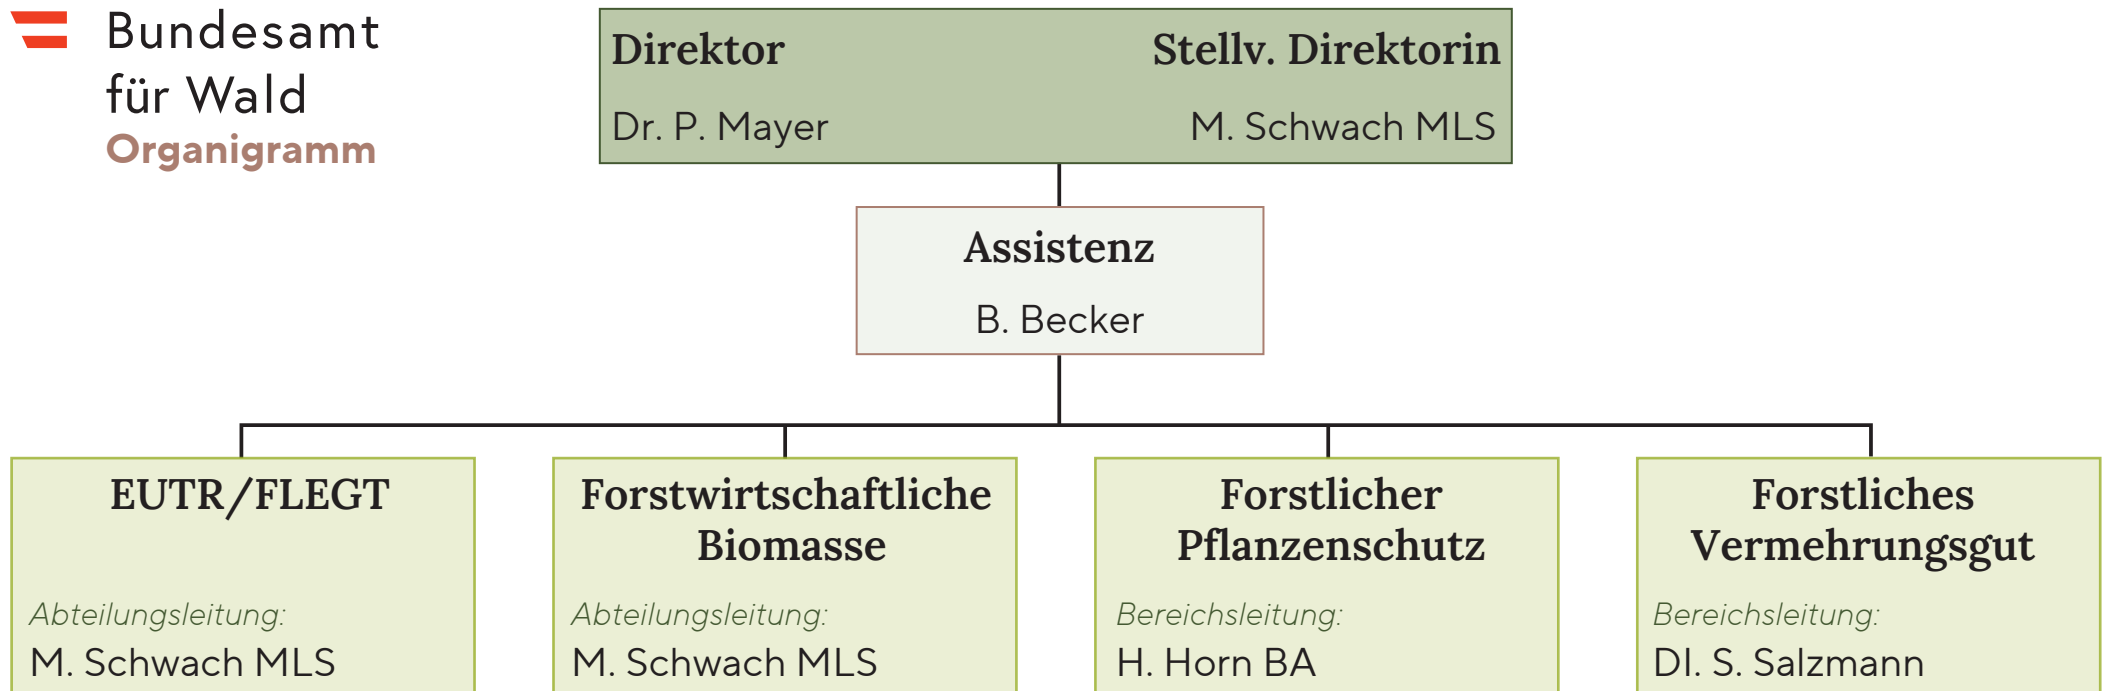 Bundesamt
für Wald
Organigramm
Direktor
Stellv. Direktorin
Dr. P. Mayer
M. Schwach MLS
Assistenz
B. Becker
EUTR/FLEGT
Abteilungsleitung:
M. Schwach MLS
Forstwirtschaftliche
Biomasse
Abteilungsleitung:
M. Schwach MLS
Forstlicher
Pflanzenschutz
Bereichsleitung:
H. Horn BA
Forstliches
Vermehrungsgut
Bereichsleitung:
DI. S. Salzmann